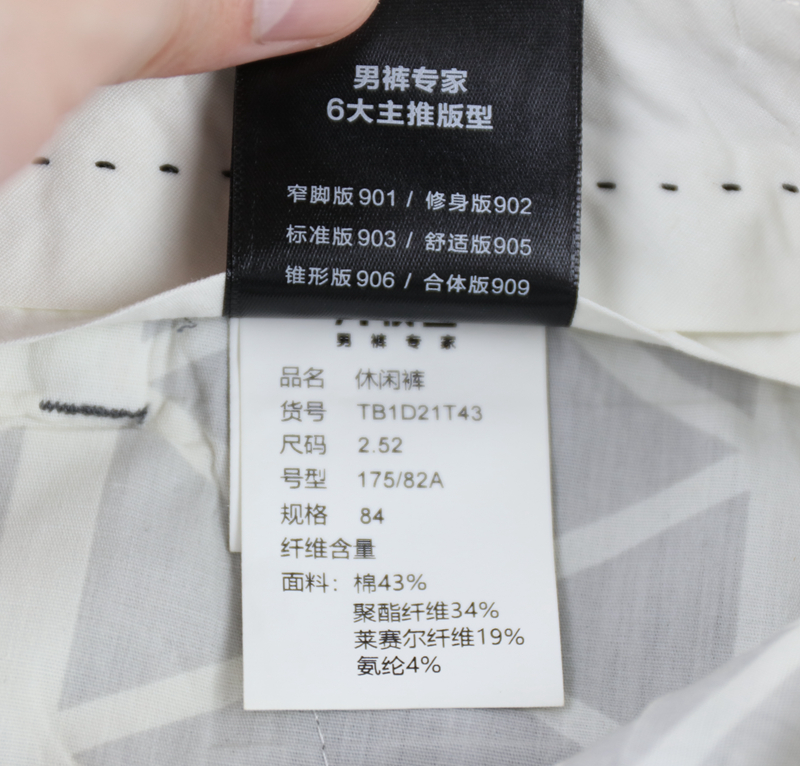 男裤专家
6大主推版型
窄脚版901 / 修身版902
标准版903 / 舒适版905
锥形版906 / 合体版909
男裤专家
品名 休闲裤
货号 TB1D21T43
尺码 2.52
号型 175/82A
规格 84
纤维含量
面料：棉43%
聚酯纤维34%
莱赛尔纤维19%
氨纶4%